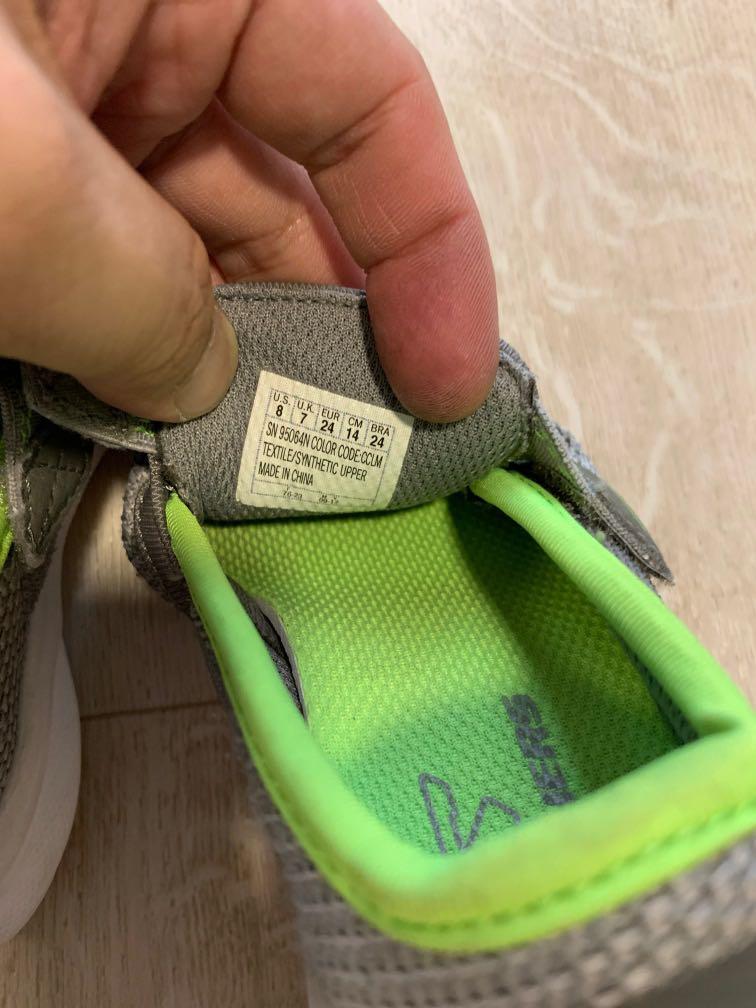 U.S. U.K. EUR CM BRA
8 7 24 14 24
SN 95064N COLOR CODE:CCLM
TEXTILE/SYNTHETIC UPPER
MADE IN CHINA